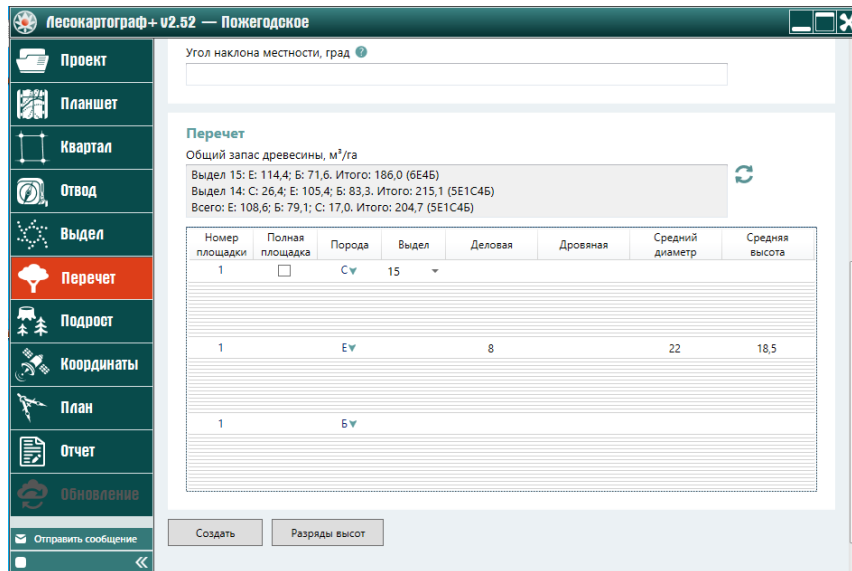 Лесокартограф+ v2.52 — Пожегодское
Проект
Планшет
Квартал
Отвод
Выдел
Перечет
Подрост
Координаты
План
Отчет
Обновление
Отправить сообщение
Угол наклона местности, град ?
Перечет
Общий запас древесины, м³/га
Выдел 15: Е: 114,4; Б: 71,6. Итого: 186,0 (6Е4Б)
Выдел 14: С: 26,4; Е: 105,4; Б: 83,3. Итого: 215,1 (5Е1С4Б)
Всего: Е: 108,6; Б: 79,1; С: 17,0. Итого: 204,7 (5Е1С4Б)
Номер площадки Полная площадка Порода Выдел Деловая Дровяная Средний диаметр Средняя высота
1 С 15
1 Е 8 22 18,5
1 Б
Создать Разряды высот